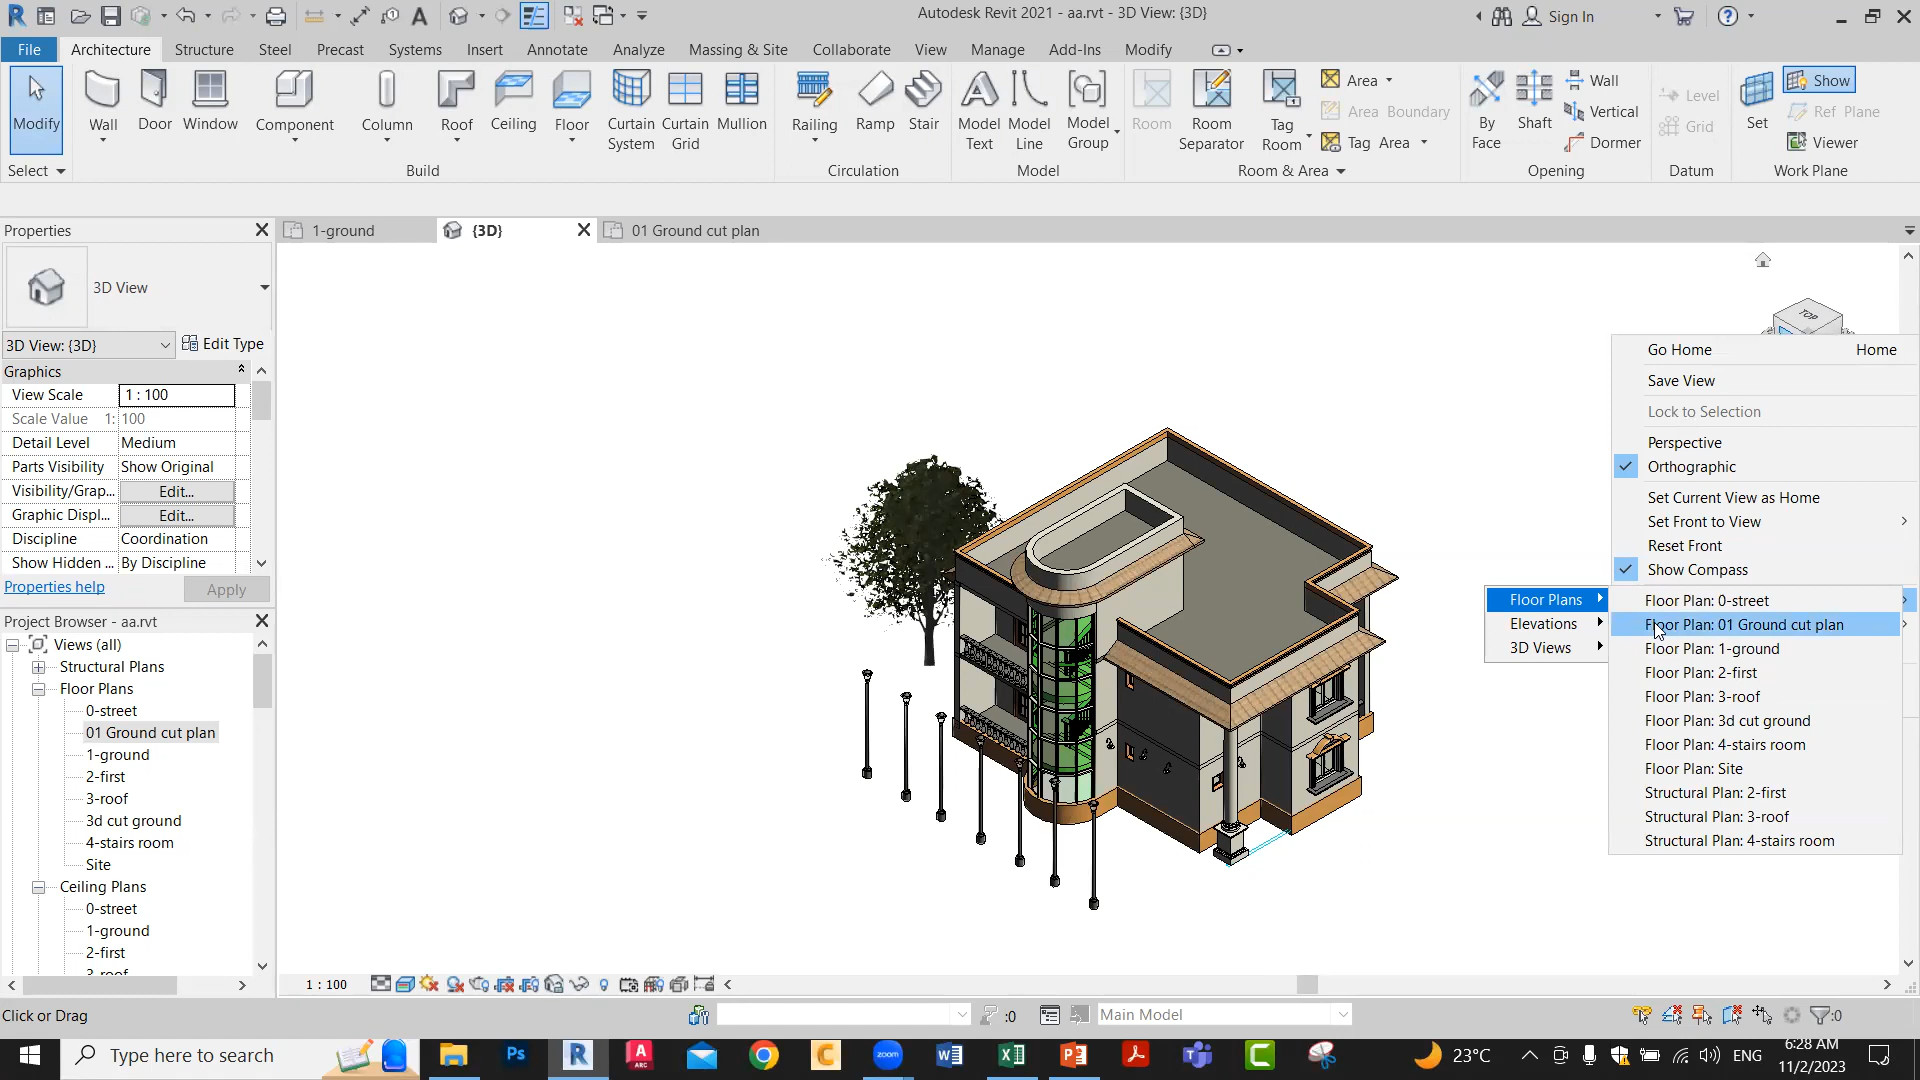 Autodesk Revit 2021 - aa.rvt - 3D View: {3D}
Sign In
File Architecture Structure Steel Precast Systems Insert Annotate Analyze Massing & Site Collaborate View Manage Add-Ins Modify
Modify
Wall
Door
Window
Component
Column
Roof
Ceiling
Floor
Curtain System
Curtain Grid
Mullion
Railing
Ramp
Stair
Model Text
Model Line
Model Group
Room
Room Separator
Tag Room
Area
Area Boundary
Tag Area
By Face
Shaft
Wall
Vertical
Dormer
Level
Grid
Set
Show
Ref Plane
Viewer
Select
Build
Circulation
Model
Room & Area
Opening
Datum
Work Plane
Properties
1-ground
{3D}
01 Ground cut plan
3D View
3D View: {3D}
Edit Type
Graphics
View Scale 1 : 100
Scale Value 1: 100
Detail Level Medium
Parts Visibility Show Original
Visibility/Grap... Edit...
Graphic Displ... Edit...
Discipline Coordination
Show Hidden ... By Discipline
Properties help
Apply
Project Browser - aa.rvt
Views (all)
Structural Plans
Floor Plans
0-street
01 Ground cut plan
1-ground
2-first
3-roof
3d cut ground
4-stairs room
Site
Ceiling Plans
0-street
1-ground
2-first
3-roof
TOP
Go Home Home
Save View
Lock to Selection
Perspective
Orthographic
Set Current View as Home
Set Front to View
Reset Front
Show Compass
Floor Plans
Elevations
3D Views
Floor Plan: 0-street
Floor Plan: 01 Ground cut plan
Floor Plan: 1-ground
Floor Plan: 2-first
Floor Plan: 3-roof
Floor Plan: 3d cut ground
Floor Plan: 4-stairs room
Floor Plan: Site
Structural Plan: 2-first
Structural Plan: 3-roof
Structural Plan: 4-stairs room
1 : 100
Click or Drag
:0
Main Model
:0
Type here to search
23°C
ENG
6:28 AM
11/2/2023